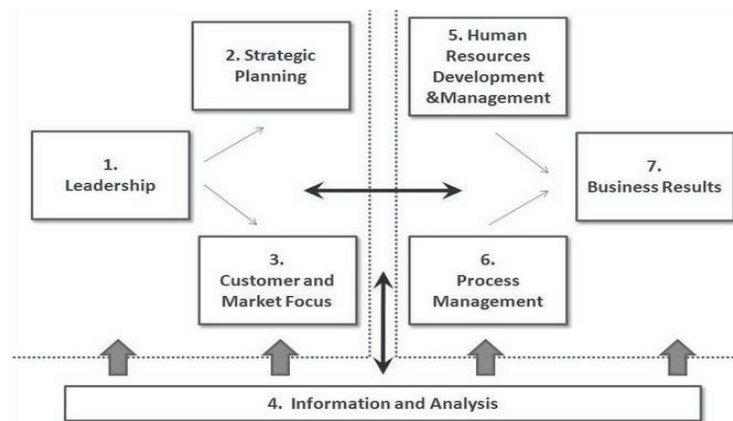 1.
Leadership
2. Strategic
Planning
3.
Customer and
Market Focus
5. Human
Resources
Development
&Management
6.
Process
Management
7.
Business Results
4. Information and Analysis